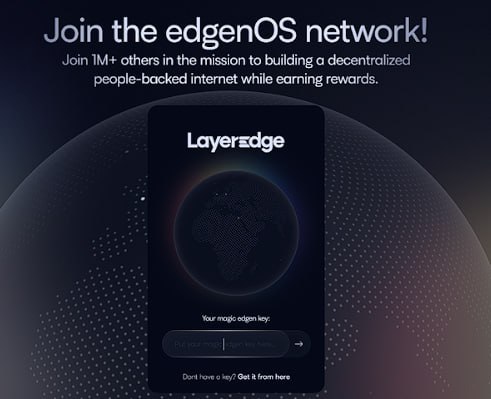 Join the edgenOS network!
Join 1M+ others in the mission to building a decentralized
people-backed internet while earning rewards.
LayerEdge
Your magic edgen key:
Put your magic edgen key here...
Dont have a key? Get it from here